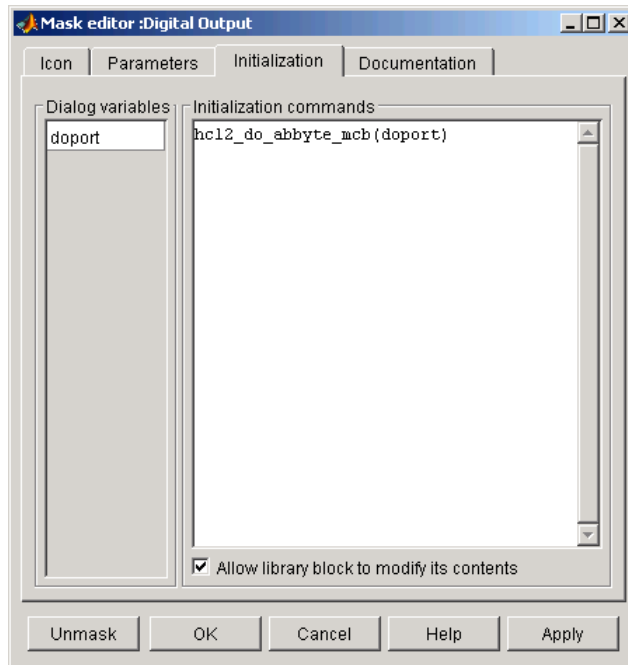 Mask editor :Digital Output
Icon Parameters Initialization Documentation
Dialog variables Initialization commands
doport hcl2_do_abbyte_mcb(doport)
Allow library block to modify its contents
Unmask OK Cancel Help Apply